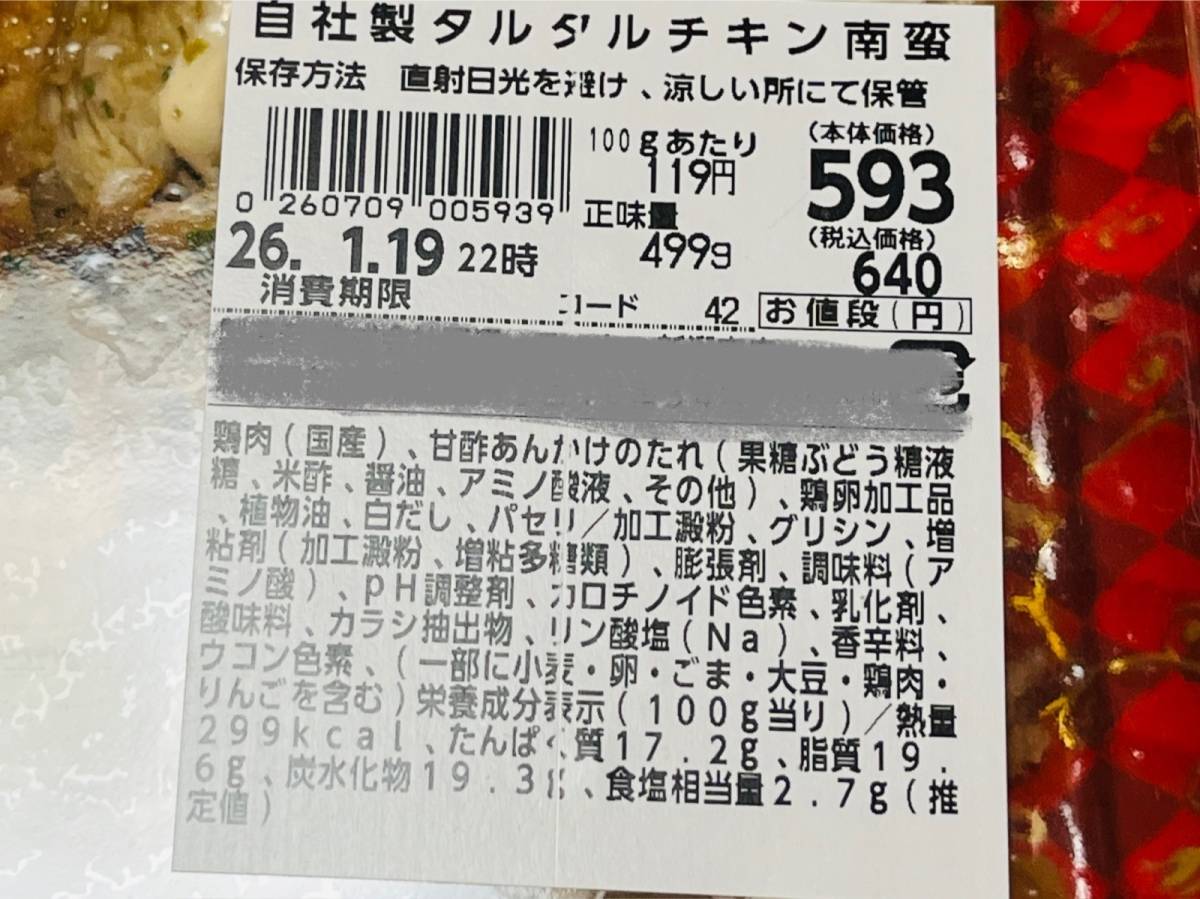 自社製タルタルチキン南蛮
保存方法　直射日光を避け、涼しい所にて保管
100gあたり
119円
正味量
499g
(本体価格)
593
(税込価格)
640
お値段(円)
0 260709 005939
26. 1.19 22時
消費期限
コード 42
鶏肉(国産)、甘酢あんかけのたれ(果糖ぶどう糖液
糖、米酢、醤油、アミノ酸液、その他)、鶏卵加工品
、植物油、白だし、パセリ/加工澱粉、グリシン、増
粘剤(加工澱粉、増粘多糖類)、膨張剤、調味料(ア
ミノ酸)、pH調整剤、カロチノイド色素、乳化剤、
酸味料、カラシ抽出物、リン酸塩(Na)、香辛料、
ウコン色素、(一部に小麦・卵・ごま・大豆・鶏肉・
りんごを含む)栄養成分表示(100g当り)/熱量
299kcal、たんぱく質17.2g、脂質19.
6g、炭水化物19.3g、食塩相当量2.7g(推
定値)